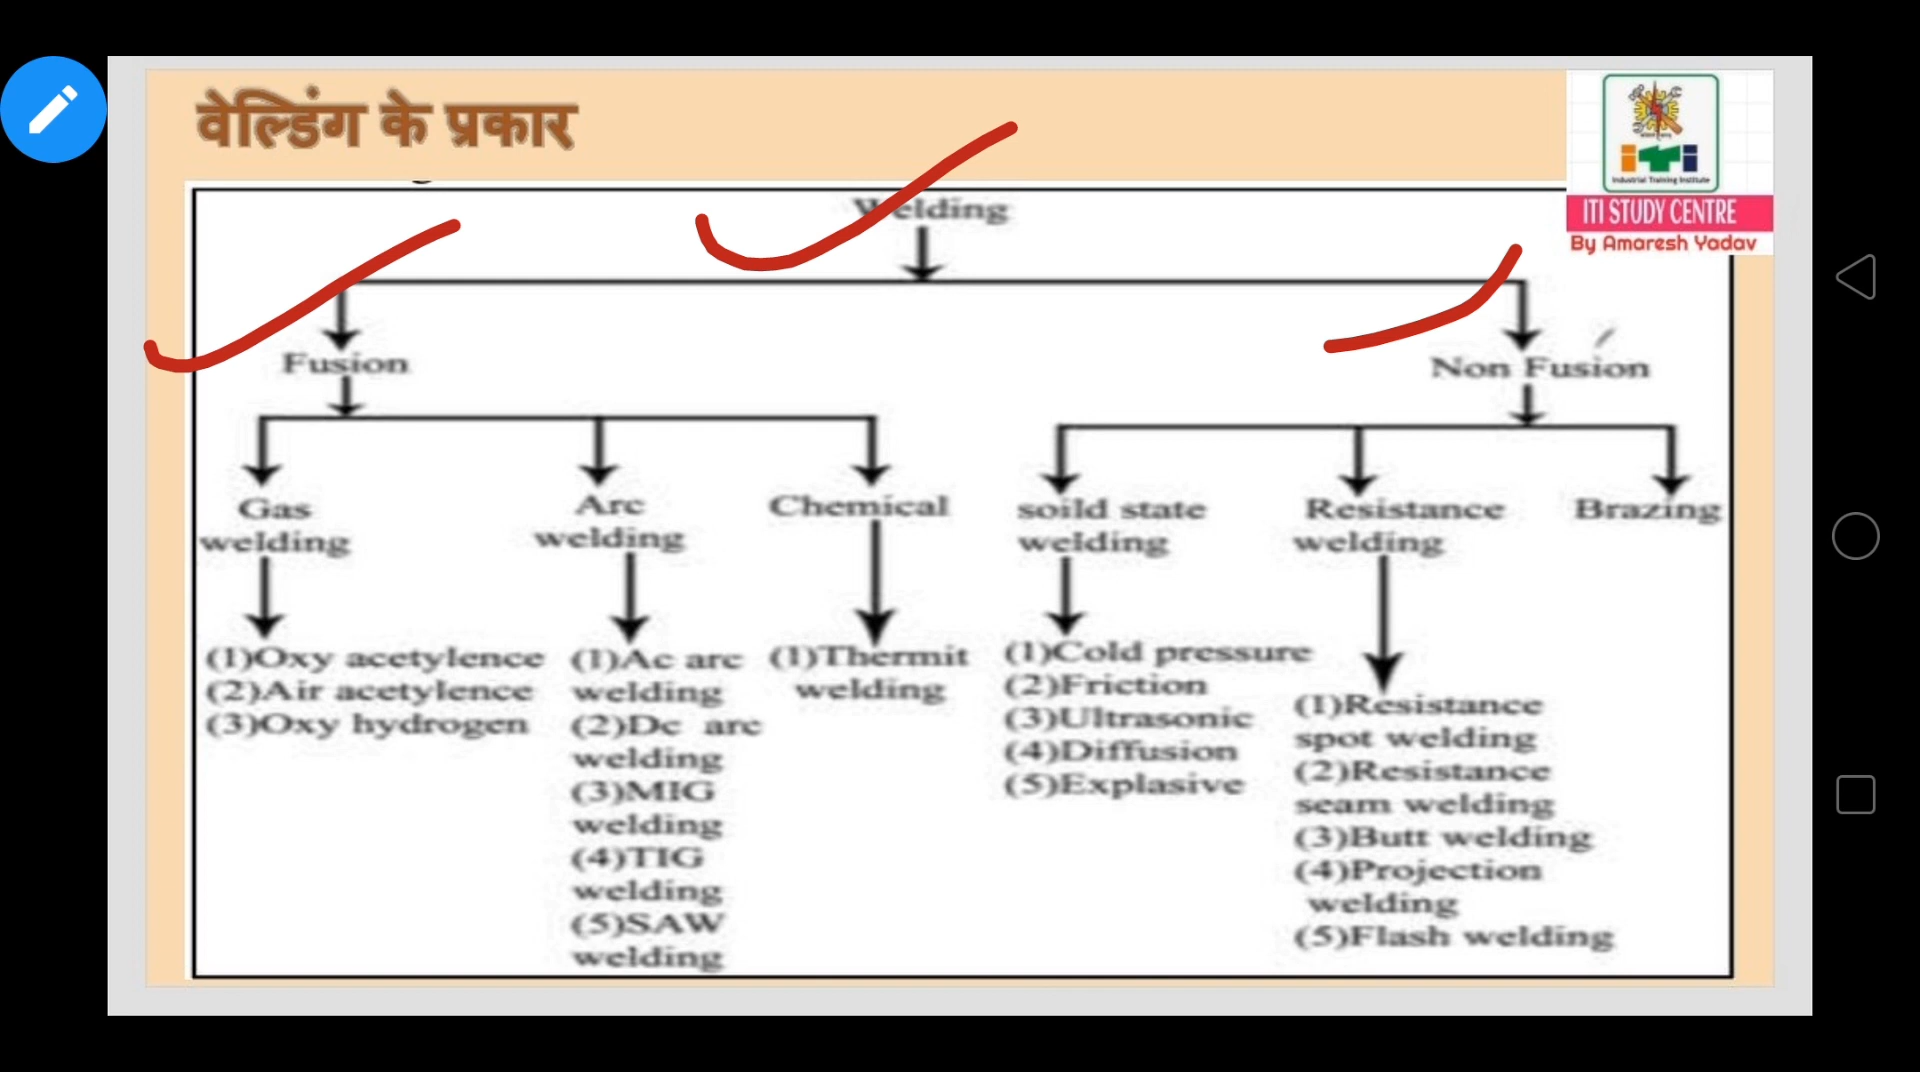 वेल्डिंग के प्रकार
Industrial Training Institute
ITI STUDY CENTRE
By Amaresh Yadav
Welding
Fusion
Non Fusion
Gas
welding
Arc
welding
Chemical
soild state
welding
Resistance
welding
Brazing
(1)Oxy acetylence
(2)Air acetylence
(3)Oxy hydrogen
(1)Ac arc
welding
(2)Dc arc
welding
(3)MIG
welding
(4)TIG
welding
(5)SAW
welding
(1)Thermit
welding
(1)Cold pressure
(2)Friction
(3)Ultrasonic
(4)Diffusion
(5)Explasive
(1)Resistance
spot welding
(2)Resistance
seam welding
(3)Butt welding
(4)Projection
welding
(5)Flash welding